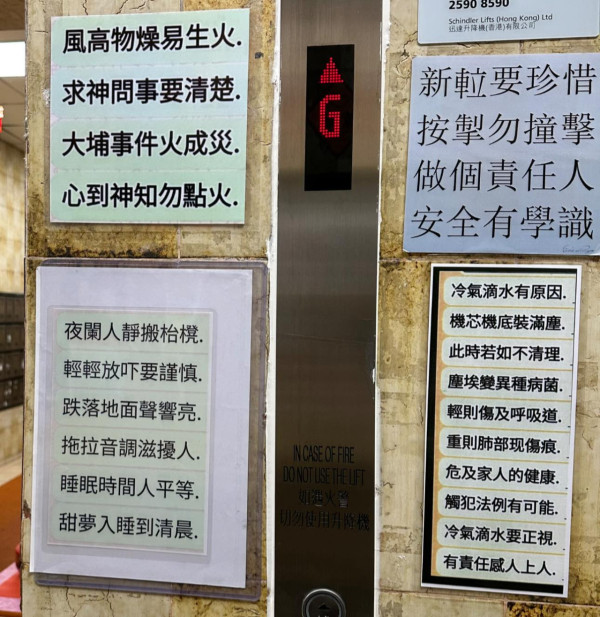 2590 8590
Schindler Lifts (Hong Kong) Ltd
迅達升降機(香港)有限公司
風高物燥易生火.
求神問事要清楚.
大埔事件火成災.
心到神知勿點火.
G
新𨋢要珍惜
按掣勿撞擊
做個責任人
安全有學識
夜闌人靜搬枱櫈.
輕輕放吓要謹慎.
跌落地面聲響亮.
拖拉音調滋擾人.
睡眠時間人平等.
甜夢入睡到清晨.
冷氣滴水有原因.
機芯機底裝滿塵.
此時若如不清理.
塵埃變異種病菌.
輕則傷及呼吸道.
重則肺部现傷痕.
危及家人的健康.
觸犯法例有可能.
冷氣滴水要正視.
有責任感人上人.
IN CASE OF FIRE
DO NOT USE THE LIFT
如遇火警
切勿使用升降機